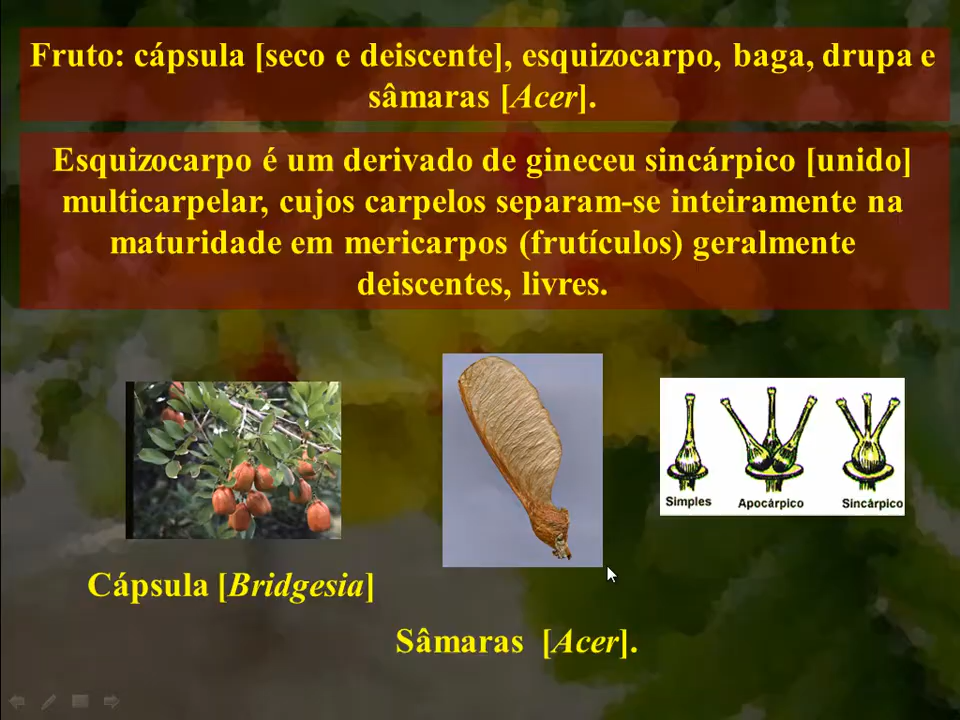 Fruto: cápsula [seco e deiscente], esquizocarpo, baga, drupa e
sâmaras [Acer].
Esquizocarpo é um derivado de gineceu sincárpico [unido]
multicarpelar, cujos carpelos separam-se inteiramente na
maturidade em mericarpos (frutículos) geralmente
deiscentes, livres.
Simples Apocárpico Sincárpico
Cápsula [Bridgesia]
Sâmaras [Acer].